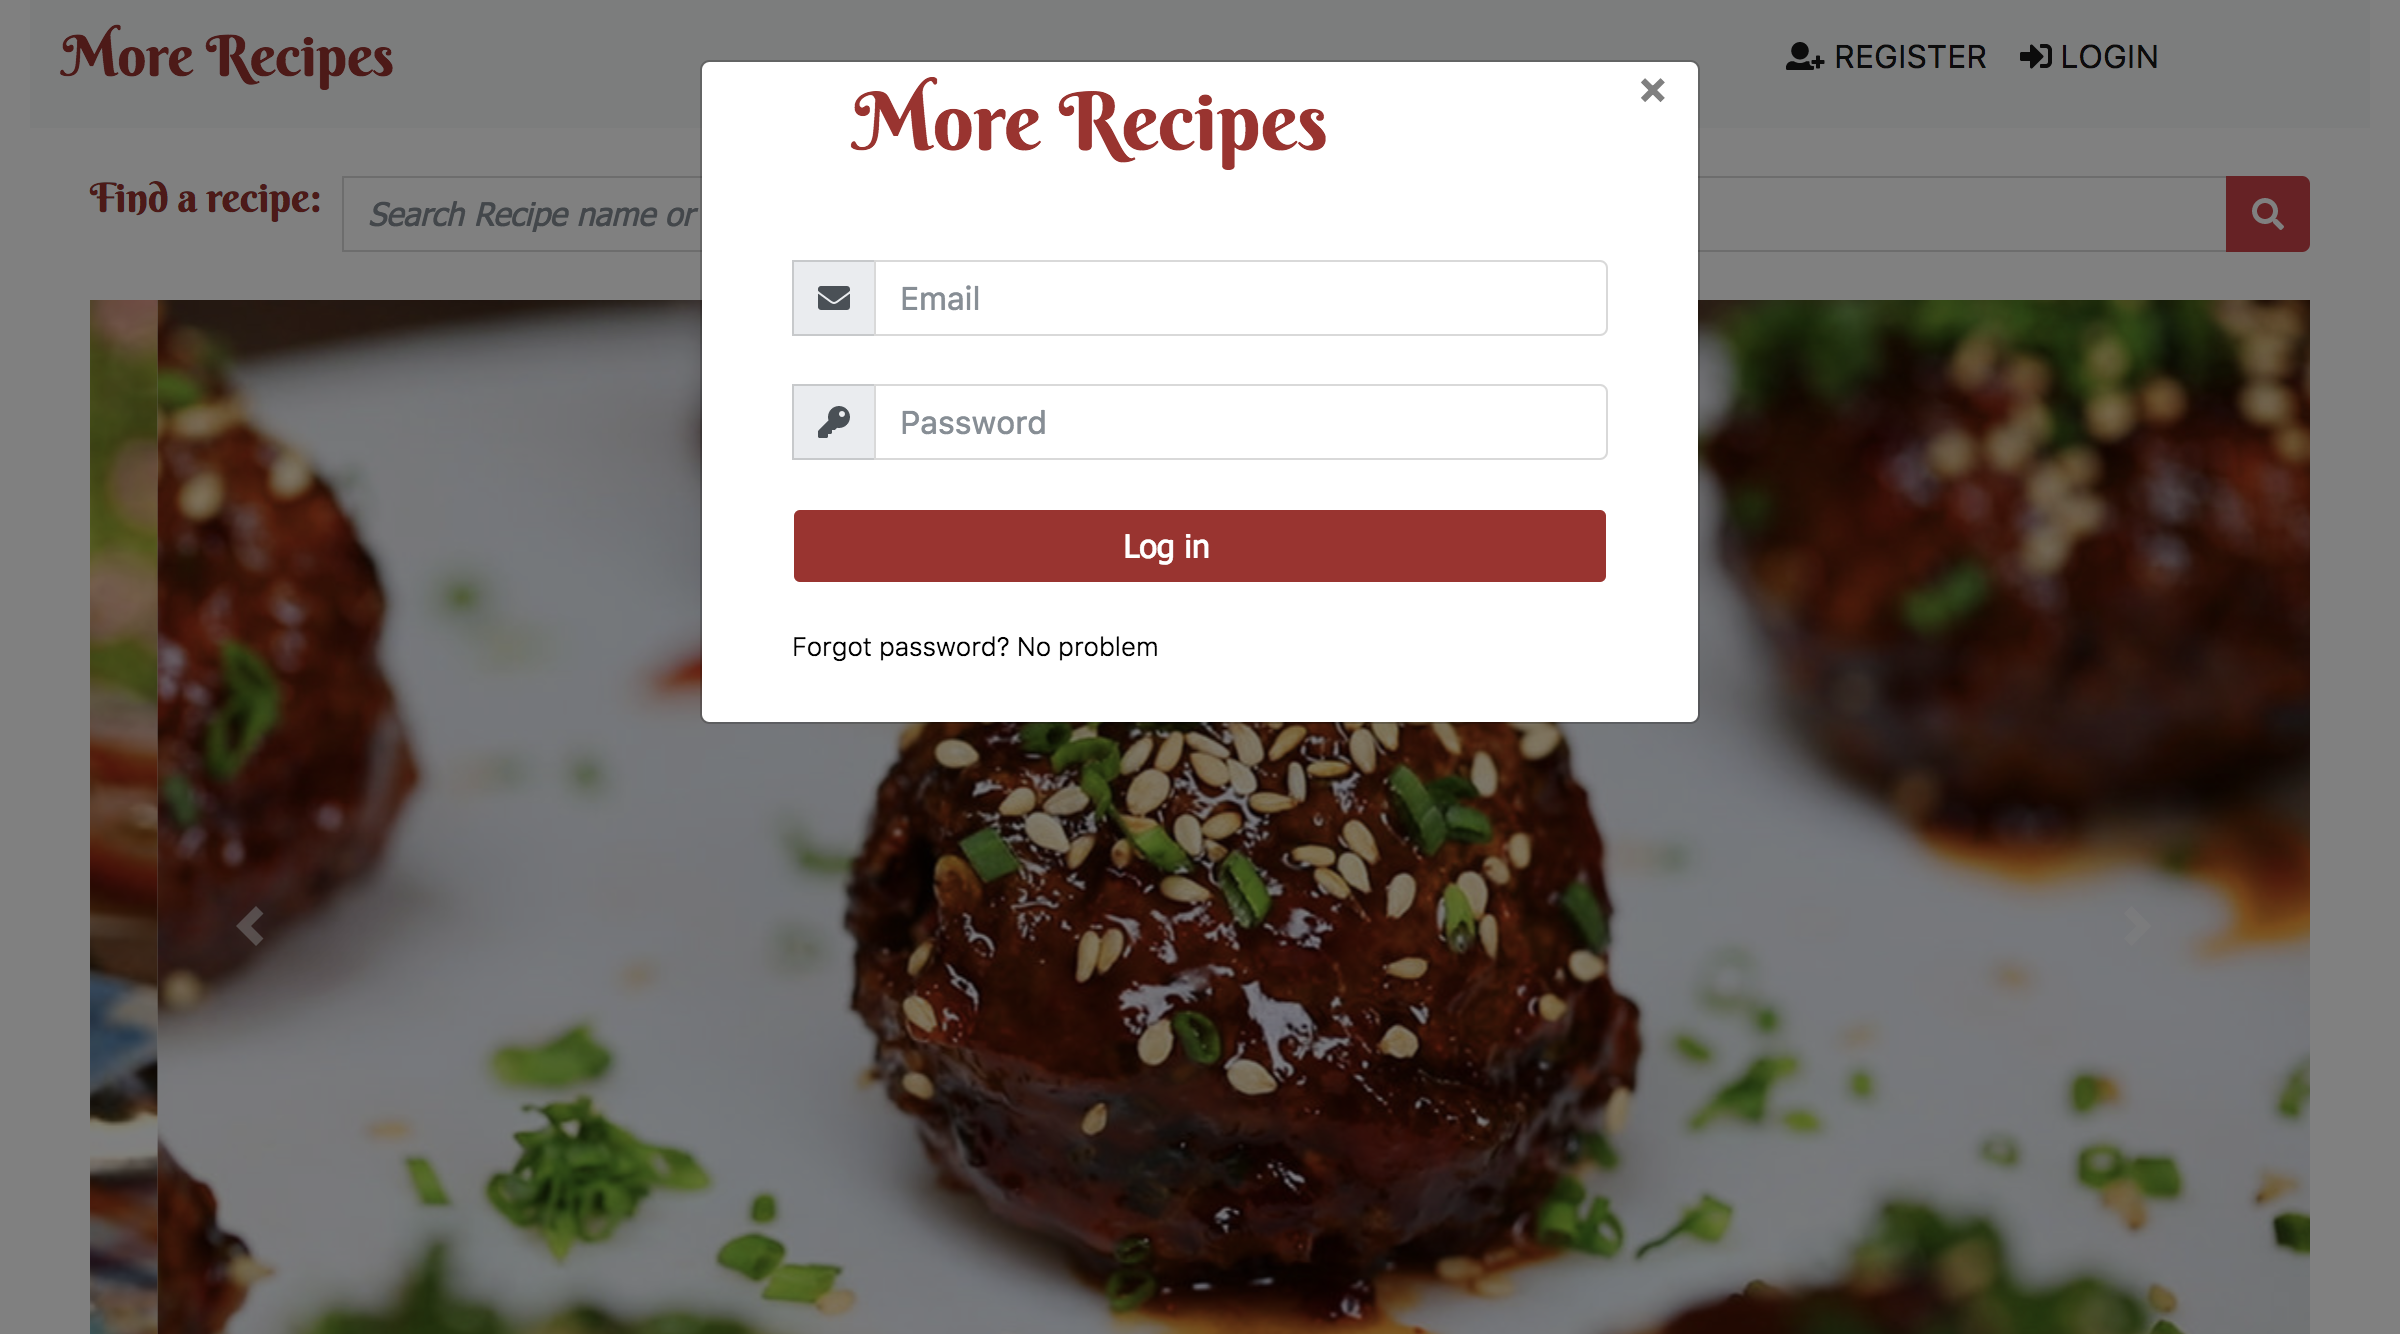 More Recipes
REGISTER LOGIN
Find a recipe:
Search Recipe name or
More Recipes
Email
Password
Log in
Forgot password? No problem